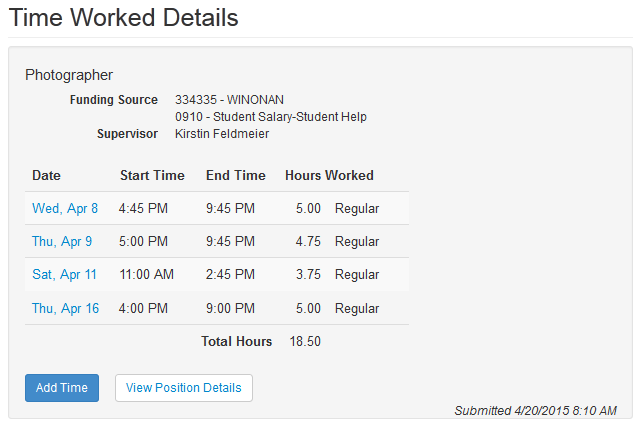 Time Worked Details
Photographer
Funding Source 334335 - WINONAN
0910 - Student Salary-Student Help
Supervisor Kirstin Feldmeier
Date Start Time End Time Hours Worked
Wed, Apr 8 4:45 PM 9:45 PM 5.00 Regular
Thu, Apr 9 5:00 PM 9:45 PM 4.75 Regular
Sat, Apr 11 11:00 AM 2:45 PM 3.75 Regular
Thu, Apr 16 4:00 PM 9:00 PM 5.00 Regular
Total Hours 18.50
Add Time View Position Details
Submitted 4/20/2015 8:10 AM